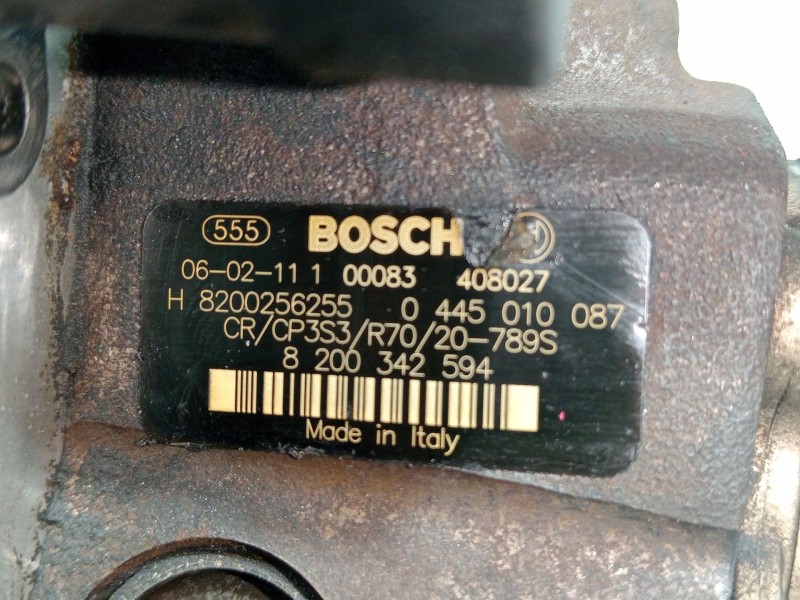 555 BOSCH
06-02-11 1 00083 408027
H 8200256255 0 445 010 087
CR/CP3S3/R70/20-789S
8 200 342 594
Made in Italy